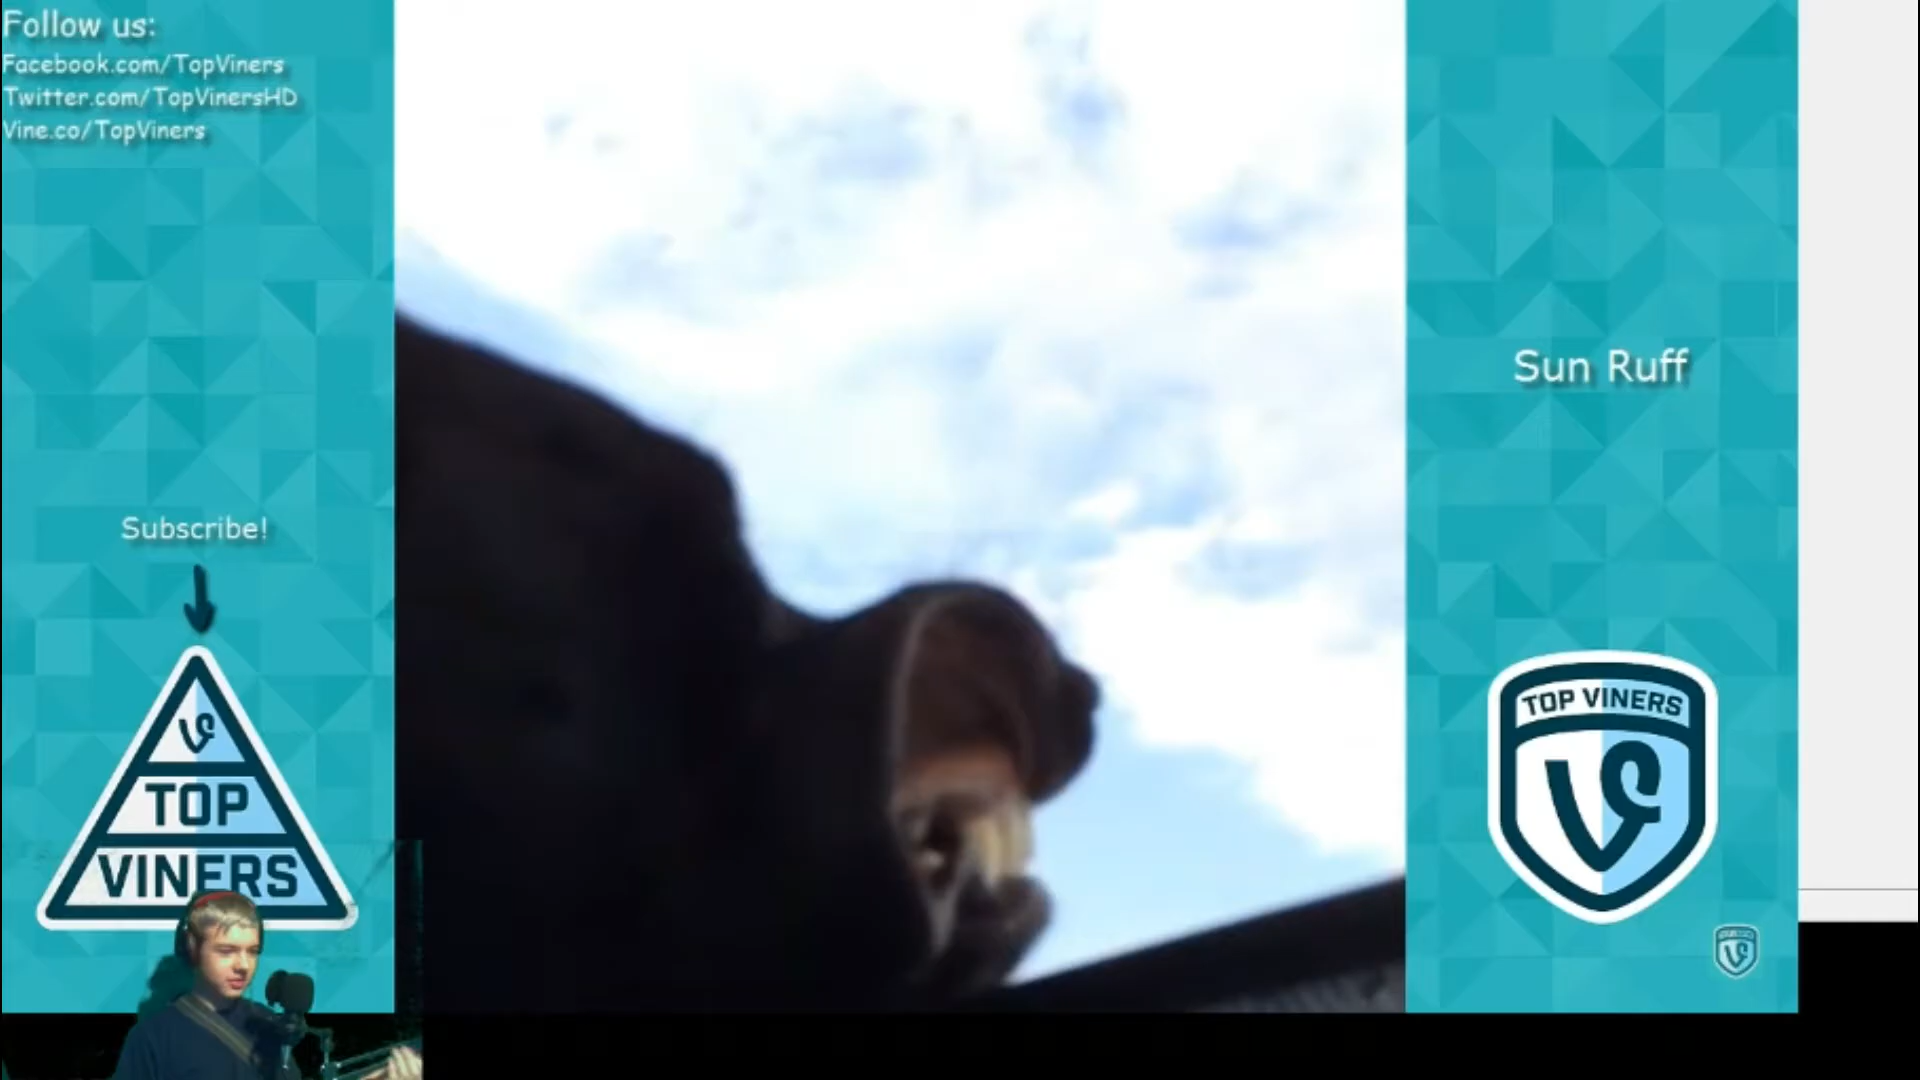 Follow us:
Facebook.com/TopViners
Twitter.com/TopVinersHD
Vine.co/TopViners
Sun Ruff
Subscribe!
TOP
VINERS
TOP VINERS